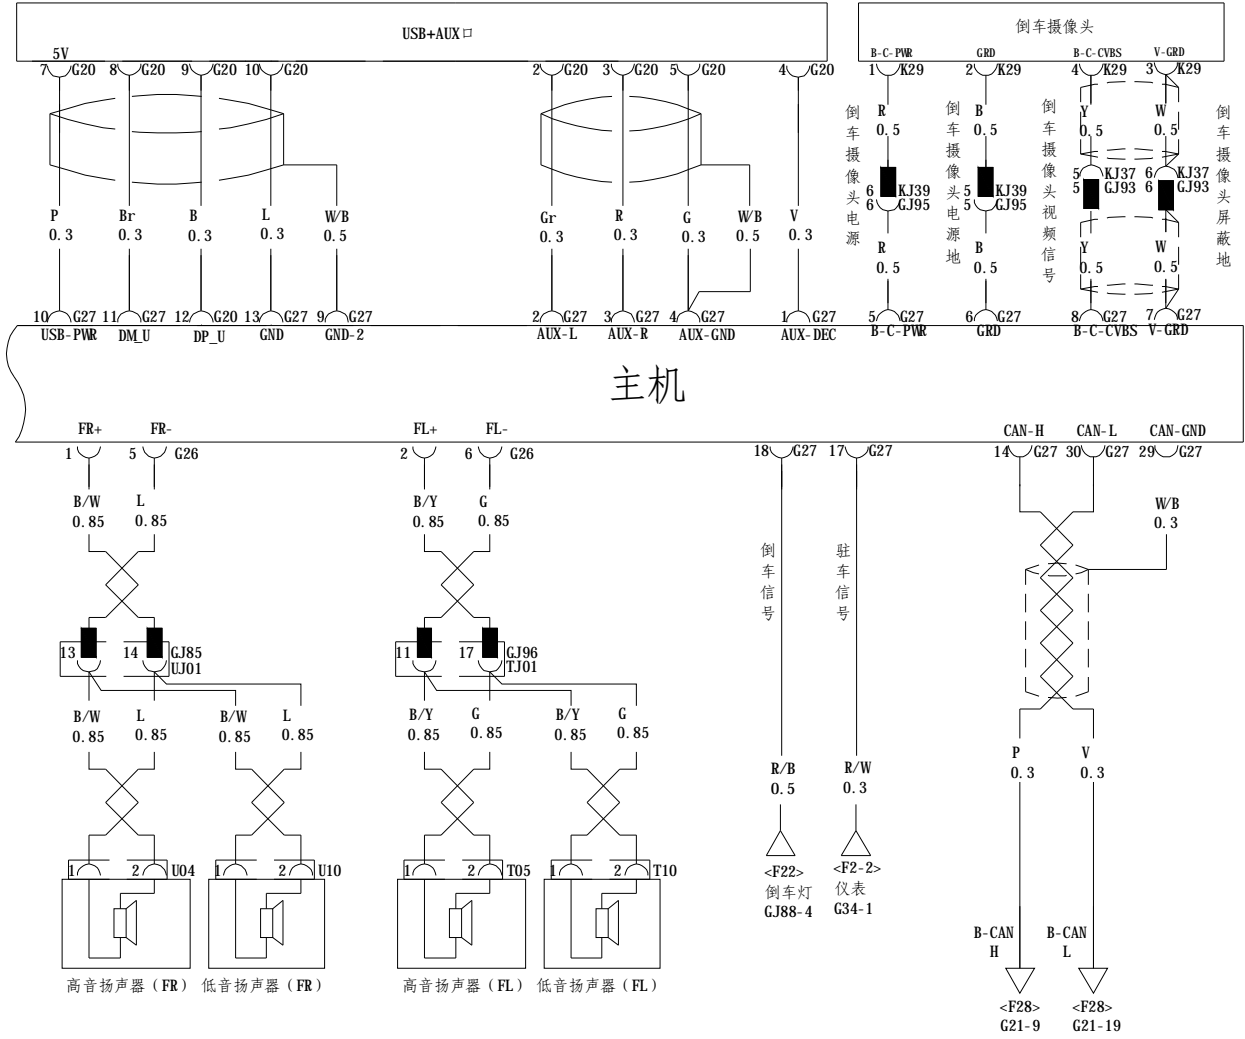 USB+AUX口
倒车摄像头
5V
B-C-PWR GRD B-C-CVBS V-GRD
7 G20 8 G20 9 G20 10 G20 2 G20 3 G20 5 G20 4 G20 1 K29 2 K29 4 K29 3 K29
倒车摄像头电源
R
0.5
倒车摄像头电源地
B
0.5
倒车摄像头视频信号
Y
0.5
W
0.5
倒车摄像头屏蔽地
6 KJ39
6 GJ95
5 KJ39
5 GJ95
5 KJ37
5 GJ93
6 KJ37
6 GJ93
P Br B L W/B Gr R G W/B V
0.3 0.3 0.3 0.3 0.5 0.3 0.3 0.3 0.5 0.3
R B Y W
0.5 0.5 0.5 0.5
10 G27 11 G27 12 G20 13 G27 9 G27 2 G27 3 G27 4 G27 1 G27 5 G27 6 G27 8 G27 7 G27
USB-PWR DM_U DP_U GND GND-2 AUX-L AUX-R AUX-GND AUX-DEC B-C-PWR GRD B-C-CVBS V-GRD
主机
FR+ FR- FL+ FL- CAN-H CAN-L CAN-GND
1 5 G26 2 6 G26 18 G27 17 G27 14 G27 30 G27 29 G27
B/W L B/Y G W/B
0.85 0.85 0.85 0.85 0.3
倒车信号
驻车信号
13 14 GJ85
UJ01
11 17 GJ96
TJ01
B/W L B/W L B/Y G B/Y G
0.85 0.85 0.85 0.85 0.85 0.85 0.85 0.85
P V
0.3 0.3
R/B R/W
0.5 0.3
1 2 U04 1 2 U10 1 2 T05 1 2 T10
<F22>
倒车灯
GJ88-4
<F2-2>
仪表
G34-1
B-CAN
H
B-CAN
L
高音扬声器（FR） 低音扬声器（FR） 高音扬声器（FL） 低音扬声器（FL）
<F28>
G21-9
<F28>
G21-19